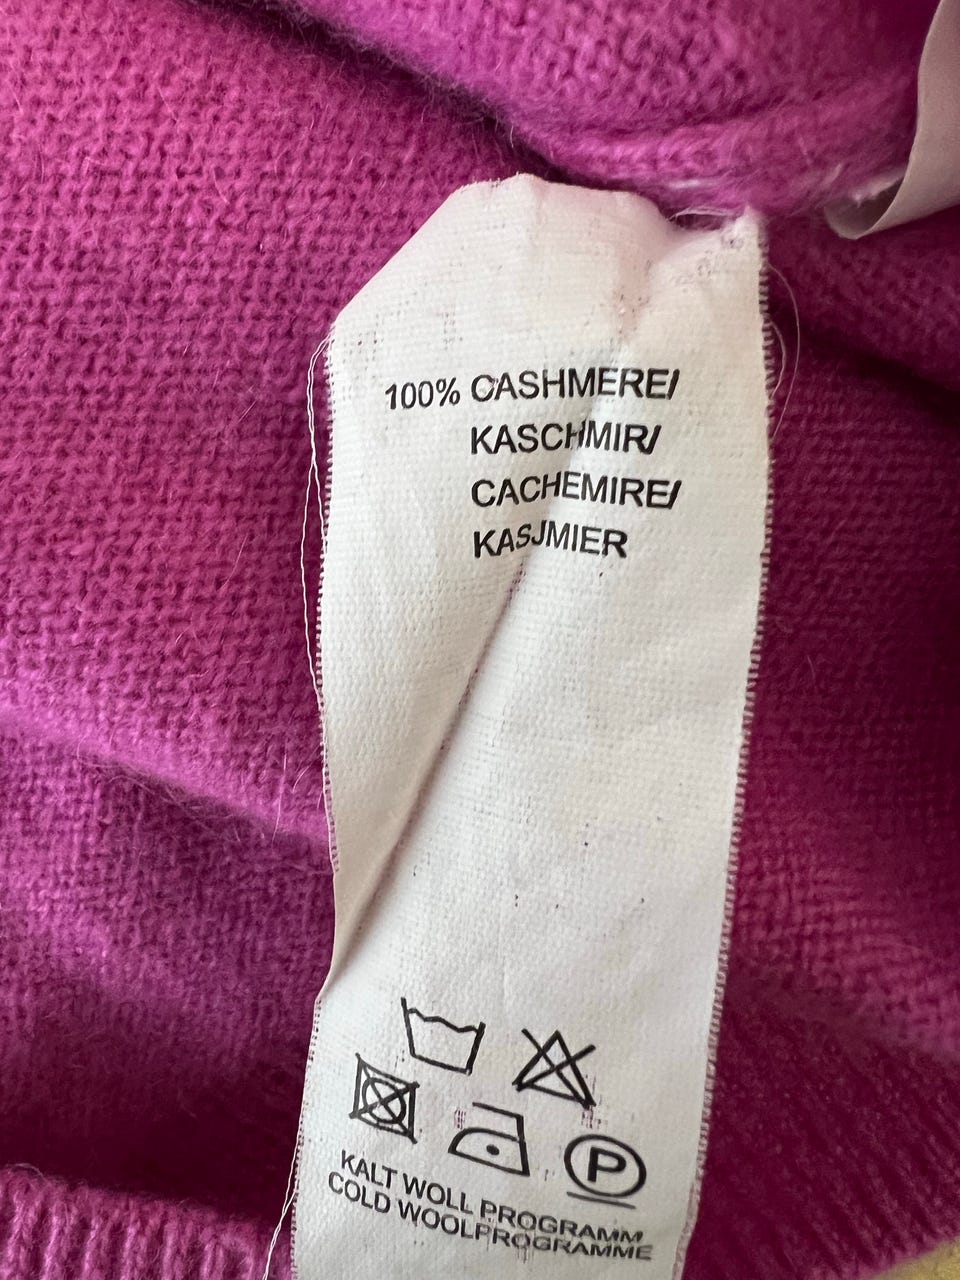 100% CASHMERE/
KASCHMIR/
CACHEMIRE/
KASJMIER
P
KALT WOLL PROGRAMM
COLD WOOLPROGRAMME